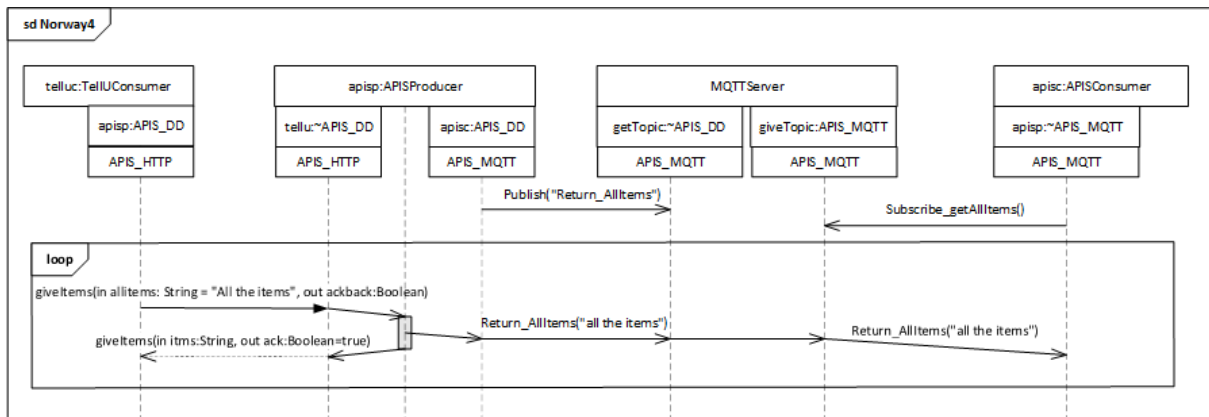 sd Norway4
telluc:TellUConsumer
apisp:APISProducer
MQTTServer
apisc:APISConsumer
apisp:APIS_DD
tellu:~APIS_DD
apisc:APIS_DD
getTopic:~APIS_DD
giveTopic:APIS_MQTT
apisp:~APIS_MQTT
APIS_HTTP
APIS_HTTP
APIS_MQTT
APIS_MQTT
APIS_MQTT
APIS_MQTT
Publish("Return_AllItems")
Subscribe_getAllItems()
loop
giveItems(in allitems: String = "All the items", out ackback:Boolean)
Return_AllItems("all the items")
Return_AllItems("all the items")
giveItems(in itms:String, out ack:Boolean=true)